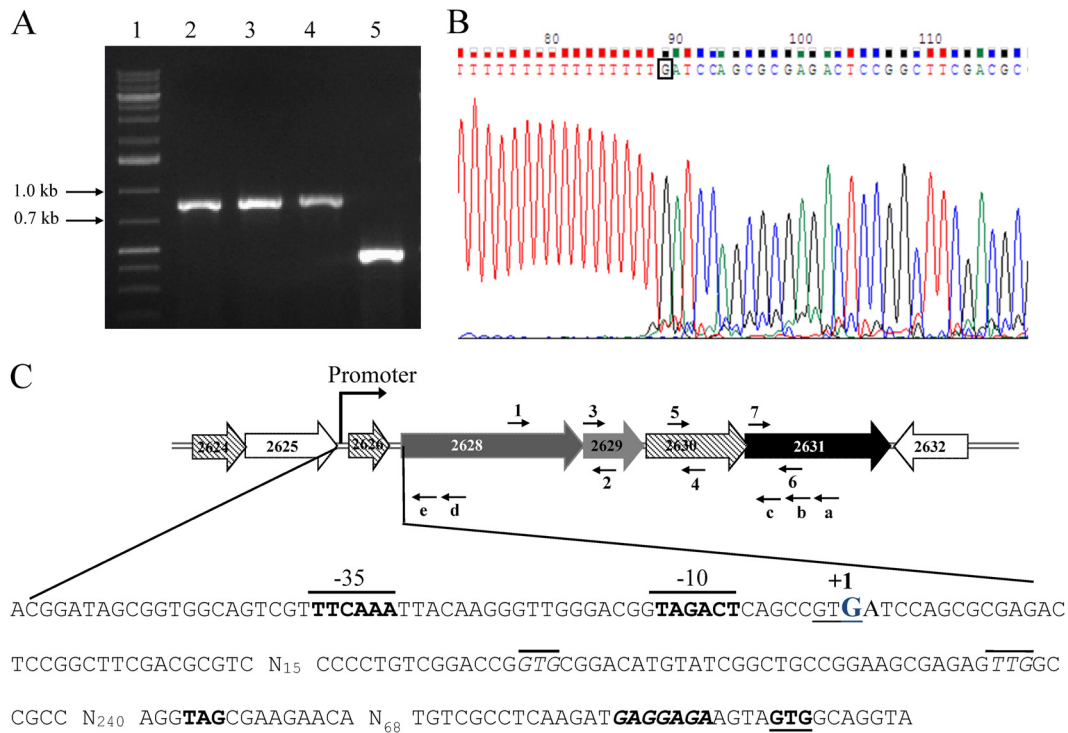 A
1 2 3 4 5
1.0 kb
0.7 kb
B
80 90 100 110
TTTTTTTTTTTTTTTTGATCCAGCGCGAGACTCCGGCTTCGACGC
C
Promoter
1 3 5 7
2624 2625 2626 2628 2629 2630 2631 2632
2 4 6
e d c b a
-35 -10 +1
ACGGATAGCGGTGGCAGTCGTTTCAAATTACAAGGGTTGGGACGGTAGACTCAGCCGTGATCCAGCGCGAGAC
TCCGGCTTCGACGCGTC N15 CCCCTGTCGGACCGGTGCGGACATGTATCGGCTGCCGGAAGCGAGAGTTGGC
CGCC N240 AGGTAGCGAAGAACA N68 TGTCGCCTCAAGATGAGGAGAAGTAGTGGCAGGTA